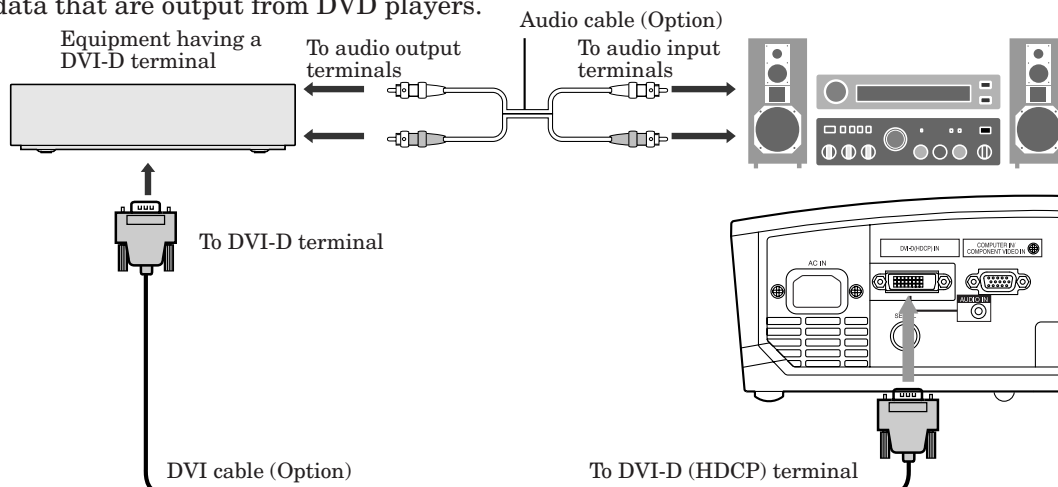 data that are output from DVD players.
Audio cable (Option)
Equipment having a
DVI-D terminal
To audio output
terminals
To audio input
terminals
To DVI-D terminal
DVI-D(HDCP) IN
COMPUTER IN/
COMPONENT VIDEO IN
AC IN
AUDIO IN
DVI cable (Option)
To DVI-D (HDCP) terminal